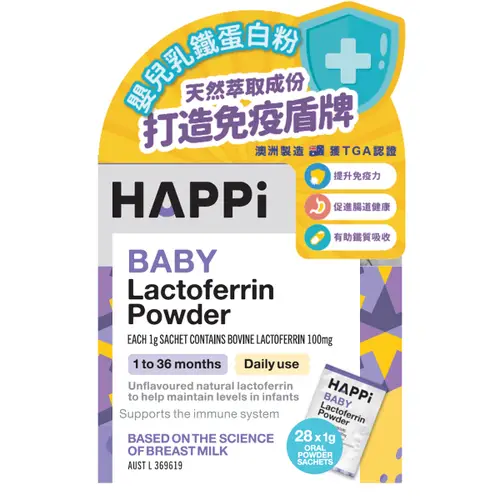 嬰兒乳鐵蛋白粉
天然萃取成份
打造免疫盾牌
澳洲製造 獲TGA認證
提升免疫力
促進腸道健康
有助鐵質吸收
HAPPi
BABY
Lactoferrin
Powder
EACH 1g SACHET CONTAINS BOVINE LACTOFERRIN 100mg
1 to 36 months
Daily use
Unflavoured natural lactoferrin
to help maintain levels in infants
Supports the immune system
BASED ON THE SCIENCE
OF BREAST MILK
AUST L 369619
HAPPi
BABY
Lactoferrin
Powder
28 x 1g
ORAL
POWDER
SACHETS